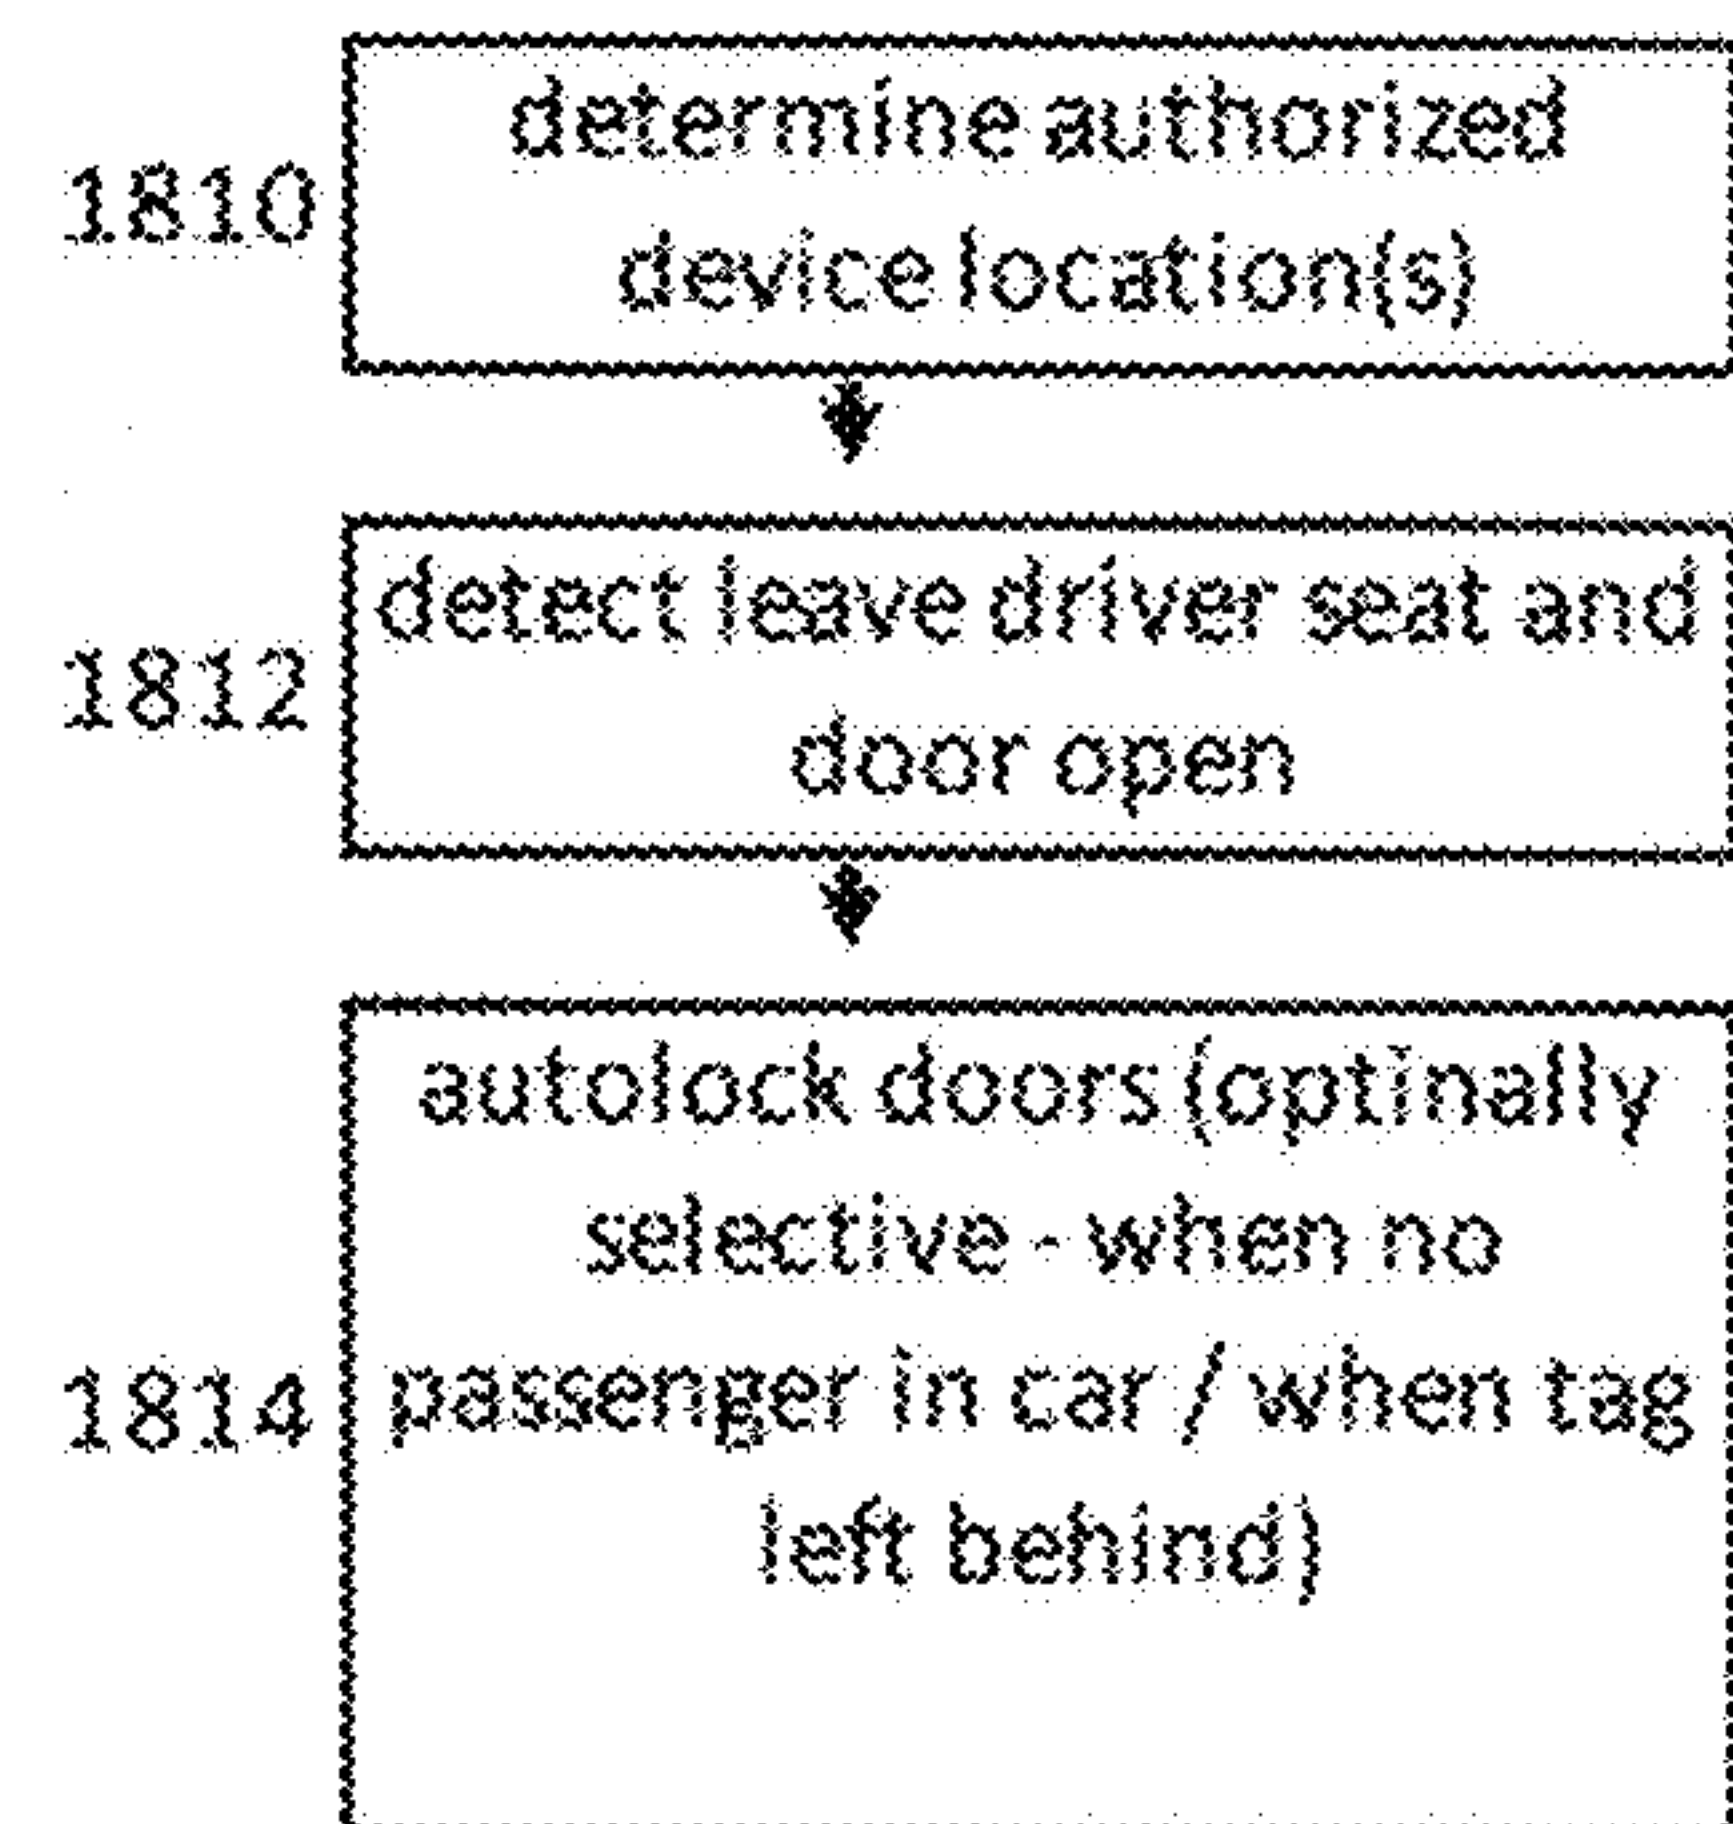 determine authorized
1810
device location(s)
detect leave driver seat and
1812
door open
autolock doors (optinally
selective - when no
1814
passenger in car / when tag
left behind)